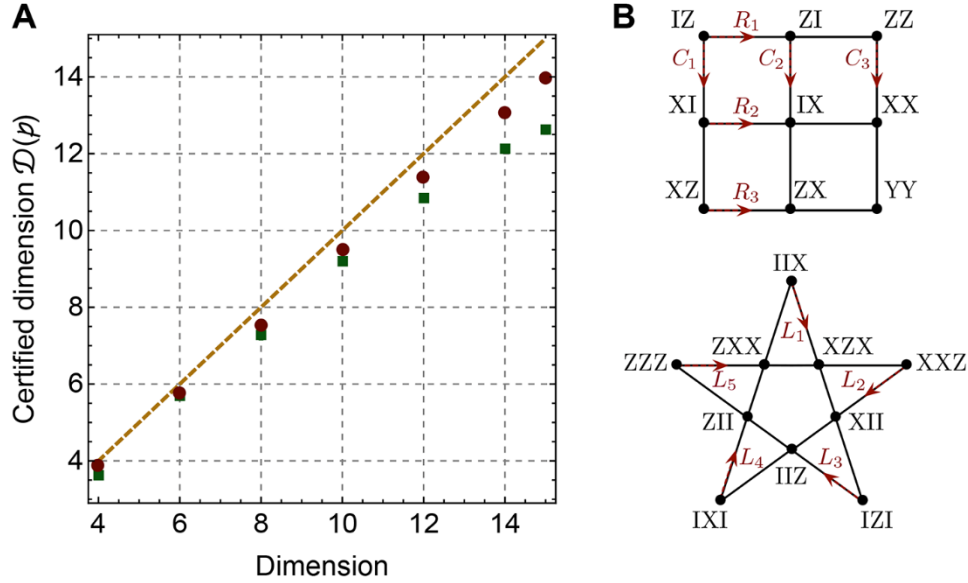 A
Certified dimension 𝒟(p)
14
12
10
8
6
4
4 6 8 10 12 14
Dimension
B
IZ R₁ ZI ZZ
C₁ C₂ C₃
XI R₂ IX XX
XZ R₃ ZX YY
IIX
L₁
ZXX XZX
ZZZ L₅ L₂ XXZ
ZII XII
L₄ IIZ L₃
IXI IZI